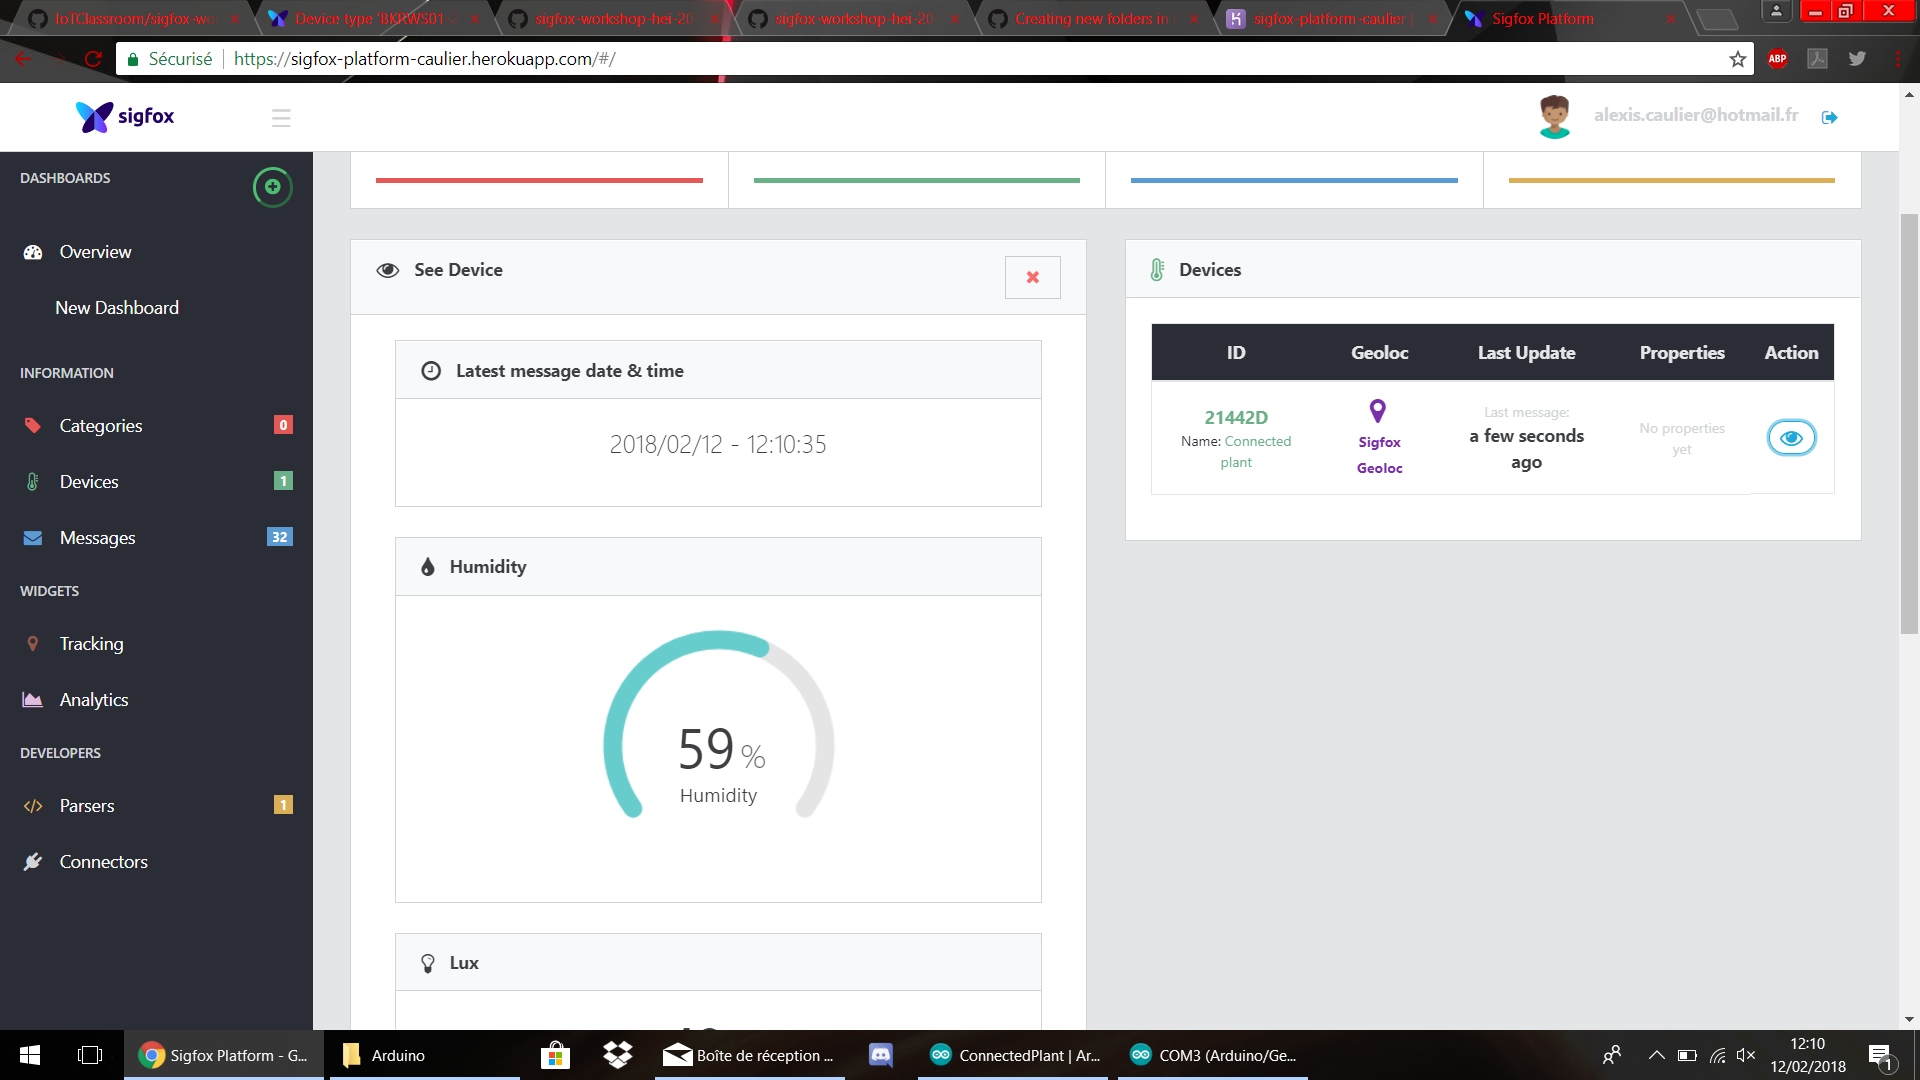 IoTClassroom/sigfox-wo
Device type 'BKRWS01
sigfox-workshop-hei-20
sigfox-workshop-hei-20
Creating new folders in
sigfox-platform-caulier
Sigfox Platform
Sécurisé https://sigfox-platform-caulier.herokuapp.com/#/
ABP
sigfox
alexis.caulier@hotmail.fr
DASHBOARDS
Overview
New Dashboard
INFORMATION
Categories 0
Devices 1
Messages 32
WIDGETS
Tracking
Analytics
DEVELOPERS
Parsers 1
Connectors
See Device
Latest message date & time
2018/02/12 - 12:10:35
Humidity
59 %
Humidity
Lux
Devices
ID Geoloc Last Update Properties Action
21442D
Name: Connected
plant
Sigfox
Geoloc
Last message:
a few seconds
ago
No properties
yet
Sigfox Platform - G...
Arduino
Boîte de réception ...
ConnectedPlant | Ar...
COM3 (Arduino/Ge...
12:10
12/02/2018
1